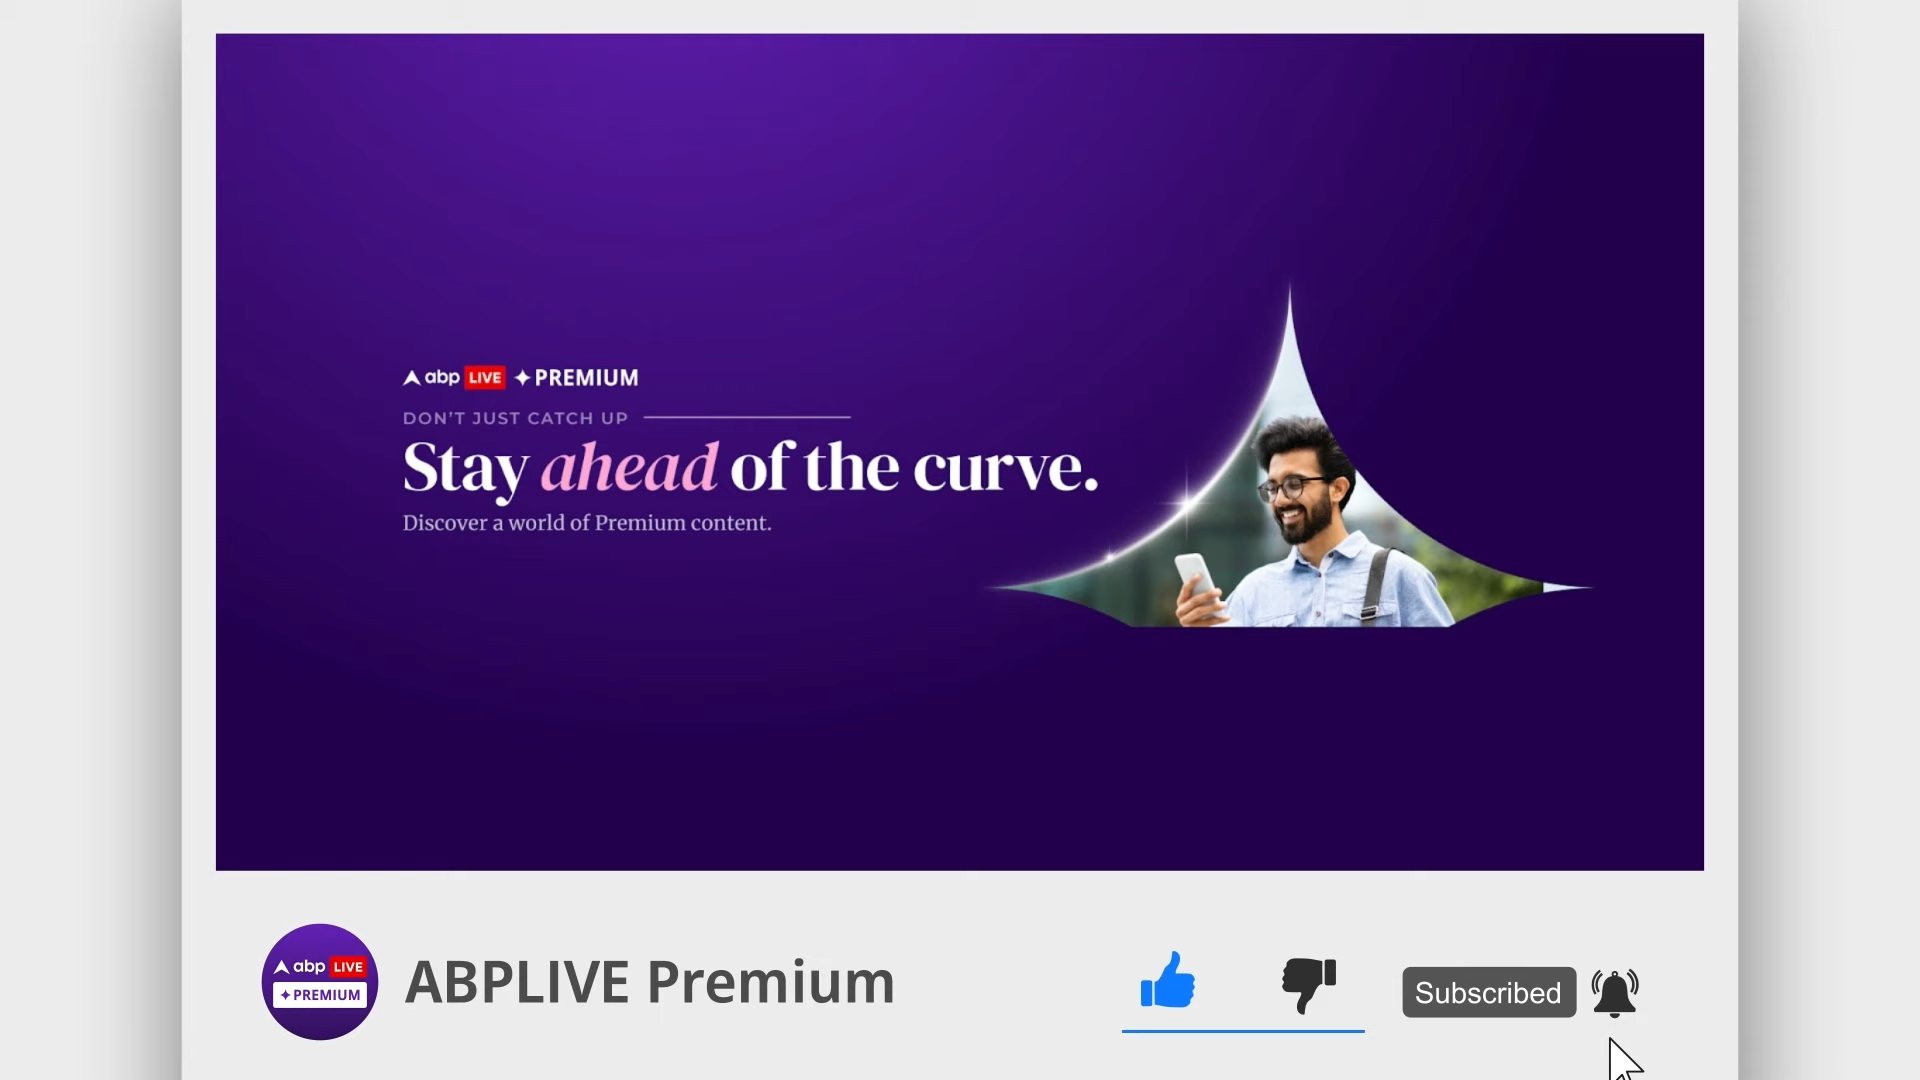 abp LIVE PREMIUM
DON'T JUST CATCH UP
Stay ahead of the curve.
Discover a world of Premium content.
abp LIVE
PREMIUM
ABPLIVE Premium
Subscribed